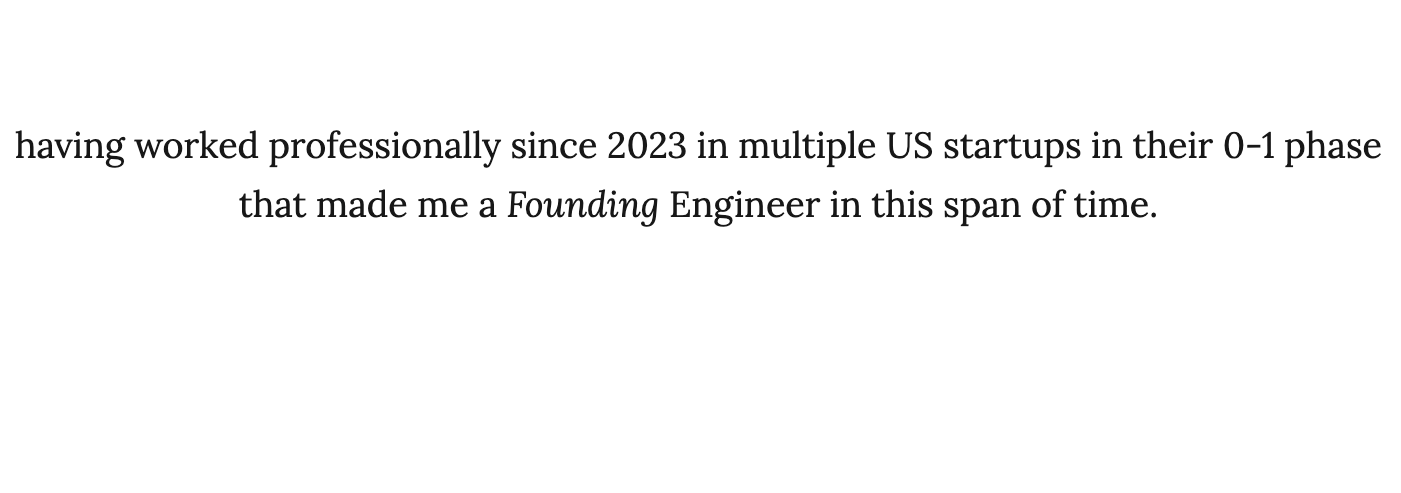 having worked professionally since 2023 in multiple US startups in their 0-1 phase
that made me a Founding Engineer in this span of time.